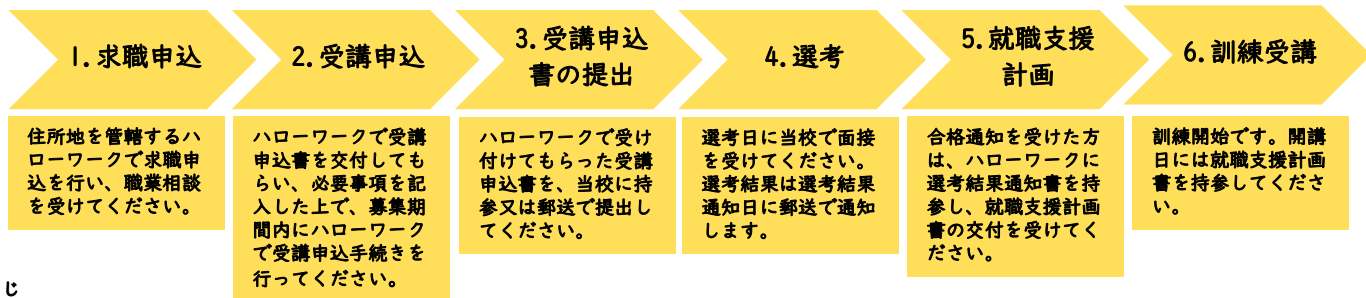 1.求職申込
住所地を管轄するハ
ローワークで求職申
込を行い、職業相談
を受けてください。
2.受講申込
ハローワークで受講
申込書を交付しても
らい、必要事項を記
入した上で、募集期
間内にハローワーク
で受講申込手続きを
行ってください。
3.受講申込
書の提出
ハローワークで受け
付けてもらった受講
申込書を、当校に持
参又は郵送で提出し
てください。
4.選考
選考日に当校で面接
を受けてください。
選考結果は選考結果
通知日に郵送で通知
します。
5.就職支援
計画
合格通知を受けた方
は、ハローワークに
選考結果通知書を持
参し、就職支援計画
書の交付を受けてく
ださい。
6.訓練受講
訓練開始です。開講
日には就職支援計画
書を持参してくださ
い。
じ